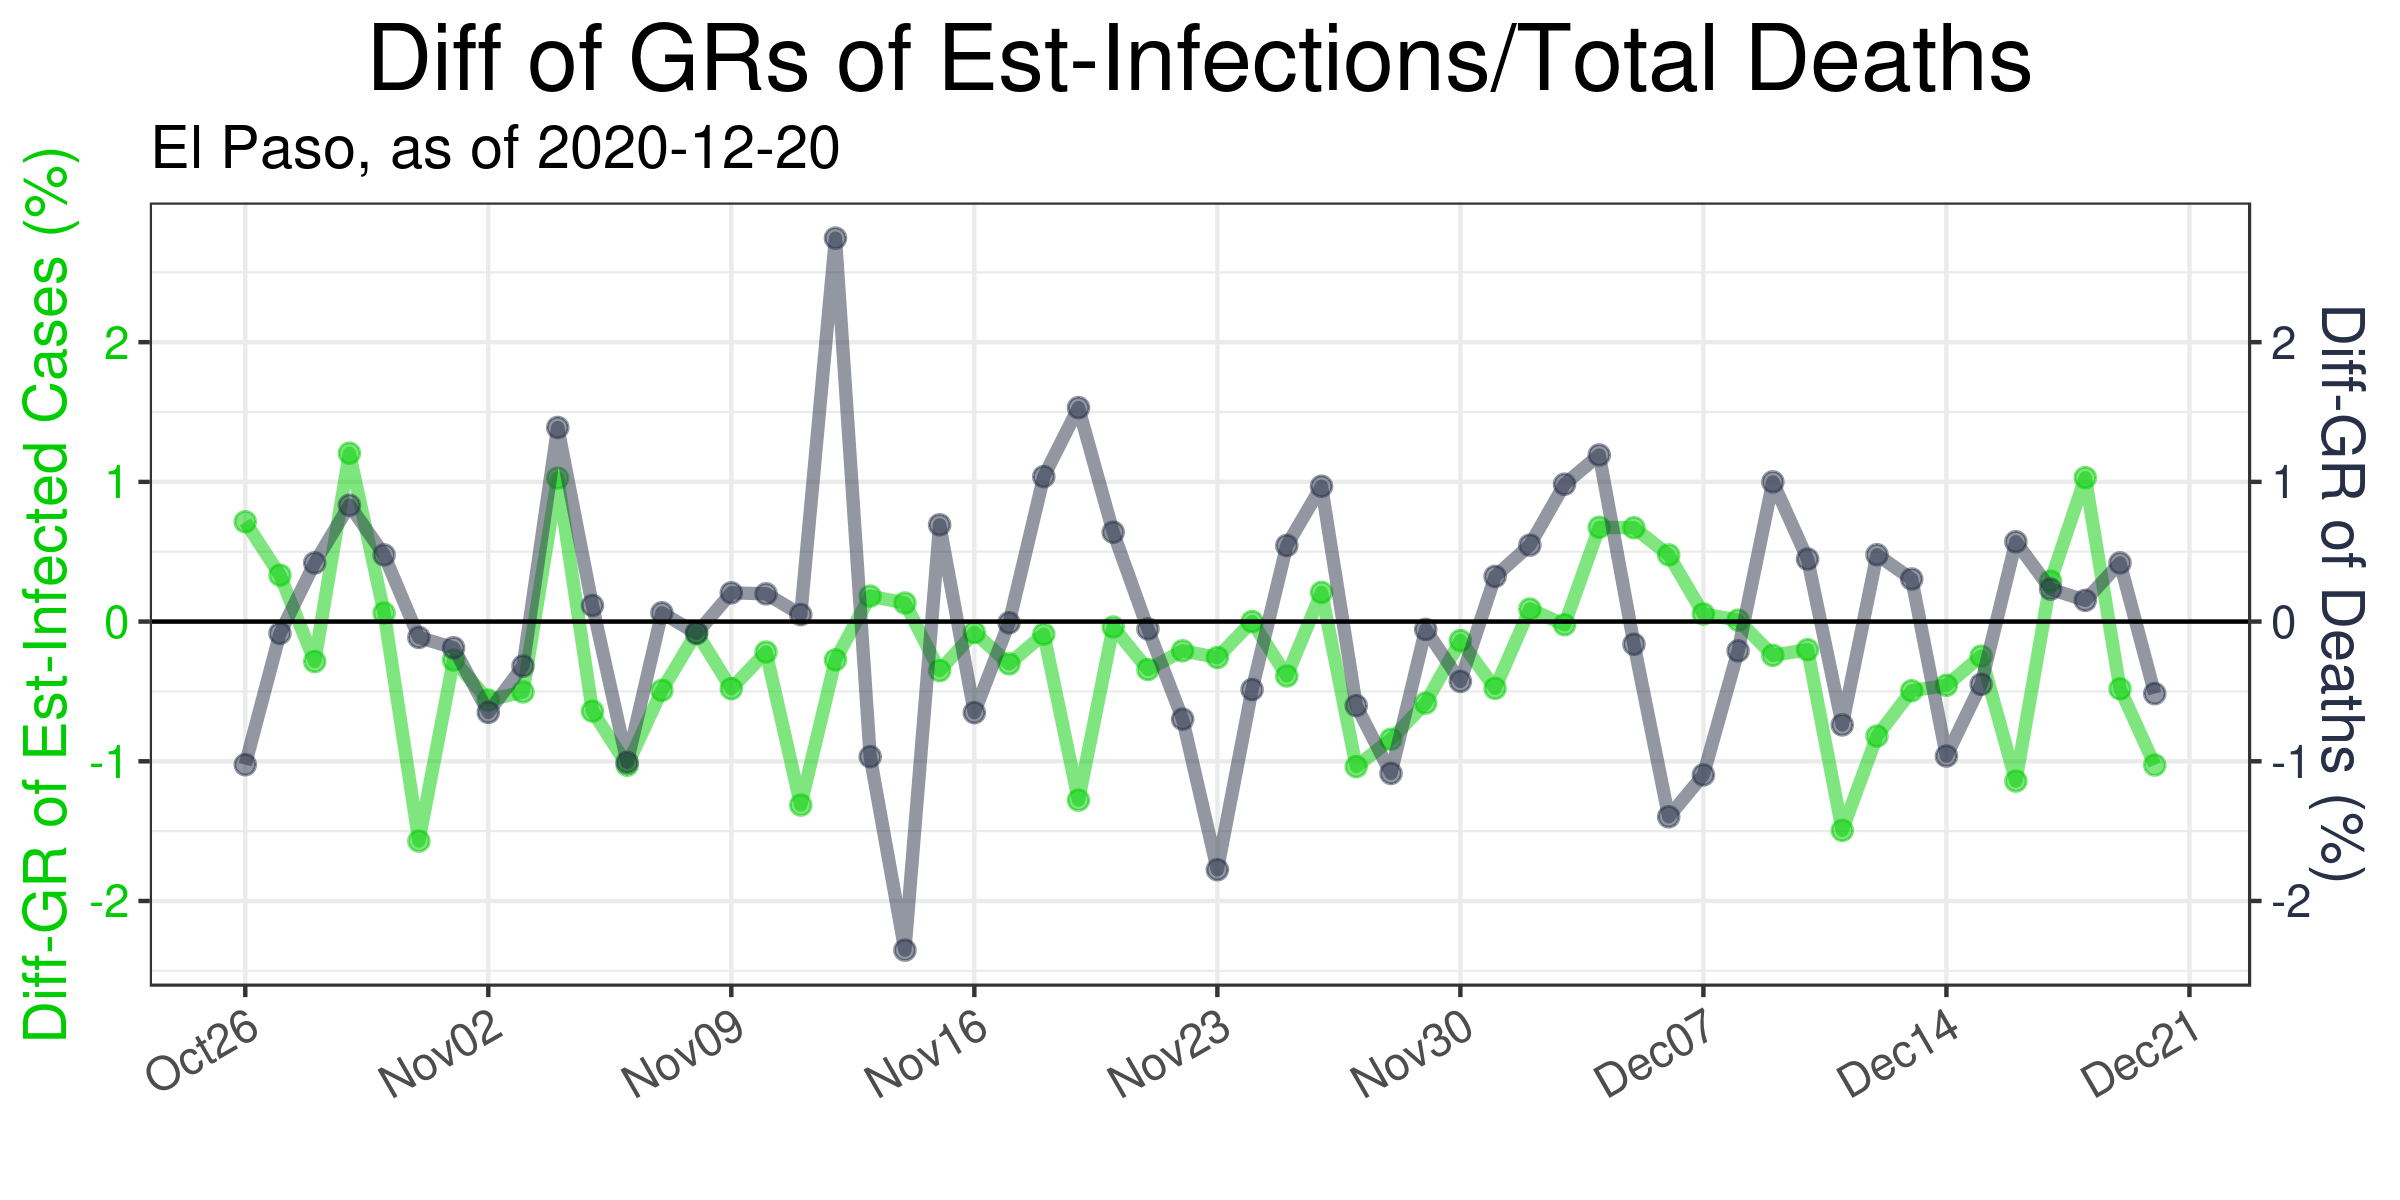 Diff of GRs of Est-Infections/Total Deaths
El Paso, as of 2020-12-20
Diff-GR of Est-Infected Cases (%)
2
1
0
-1
-2
2
1
0
-1
-2
Diff-GR of Deaths (%)
Oct26
Nov02
Nov09
Nov16
Nov23
Nov30
Dec07
Dec14
Dec21